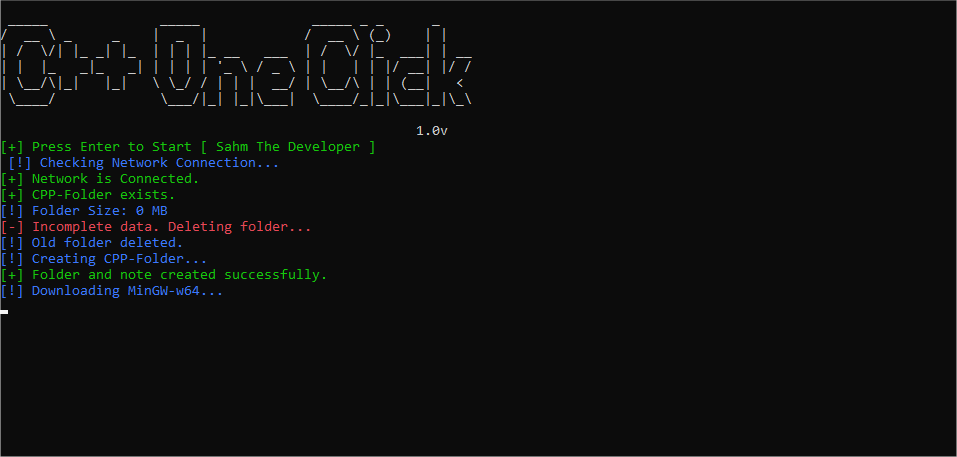 C++ One Click
1.0v
[+] Press Enter to Start [ Sahm The Developer ]
[!] Checking Network Connection...
[+] Network is Connected.
[+] CPP-Folder exists.
[!] Folder Size: 0 MB
[-] Incomplete data. Deleting folder...
[!] Old folder deleted.
[!] Creating CPP-Folder...
[+] Folder and note created successfully.
[!] Downloading MinGW-w64...